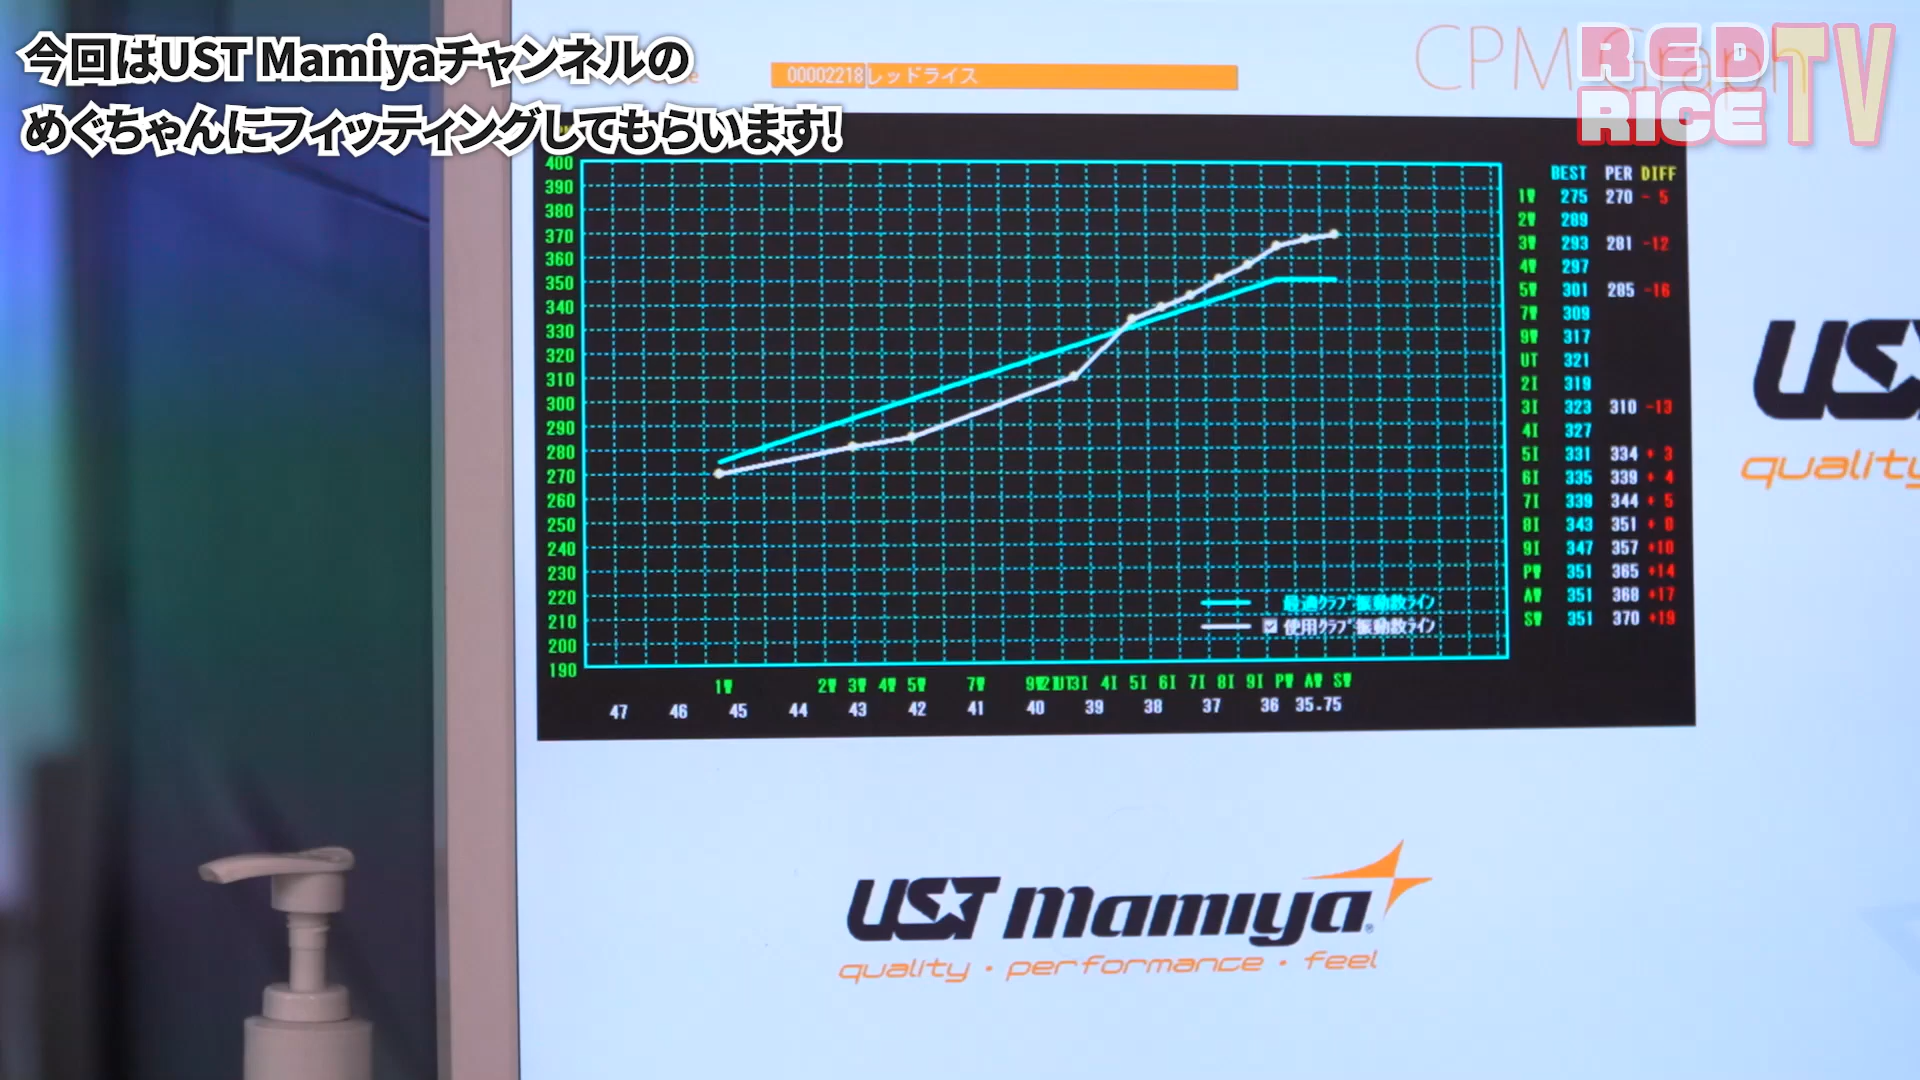 今回はUST Mamiyaチャンネルの
めぐちゃんにフィッティングしてもらいます!
00002218 レッドライス
CPM Graph
RED RICE TV
400
390
380
370
360
350
340
330
320
310
300
290
280
270
260
250
240
230
220
210
200
190
BEST PER DIFF
1W 275 270 - 5
2W 289
3W 293 281 -12
4W 297
5W 301 285 -16
7W 309
9W 317
UT 321
2I 319
3I 323 310 -13
4I 327
5I 331 334 + 3
6I 335 339 + 4
7I 339 344 + 5
8I 343 351 + 8
9I 347 357 +10
PW 351 365 +14
AW 351 368 +17
SW 351 370 +19
最適クラブ振動数ライン
使用クラブ振動数ライン
1W 2W 3W 4W 5W 7W 9W 2I UT 3I 4I 5I 6I 7I 8I 9I PW AW SW
47 46 45 44 43 42 41 40 39 38 37 36 35.75
UST Mamiya
quality · performance · feel
US
quality